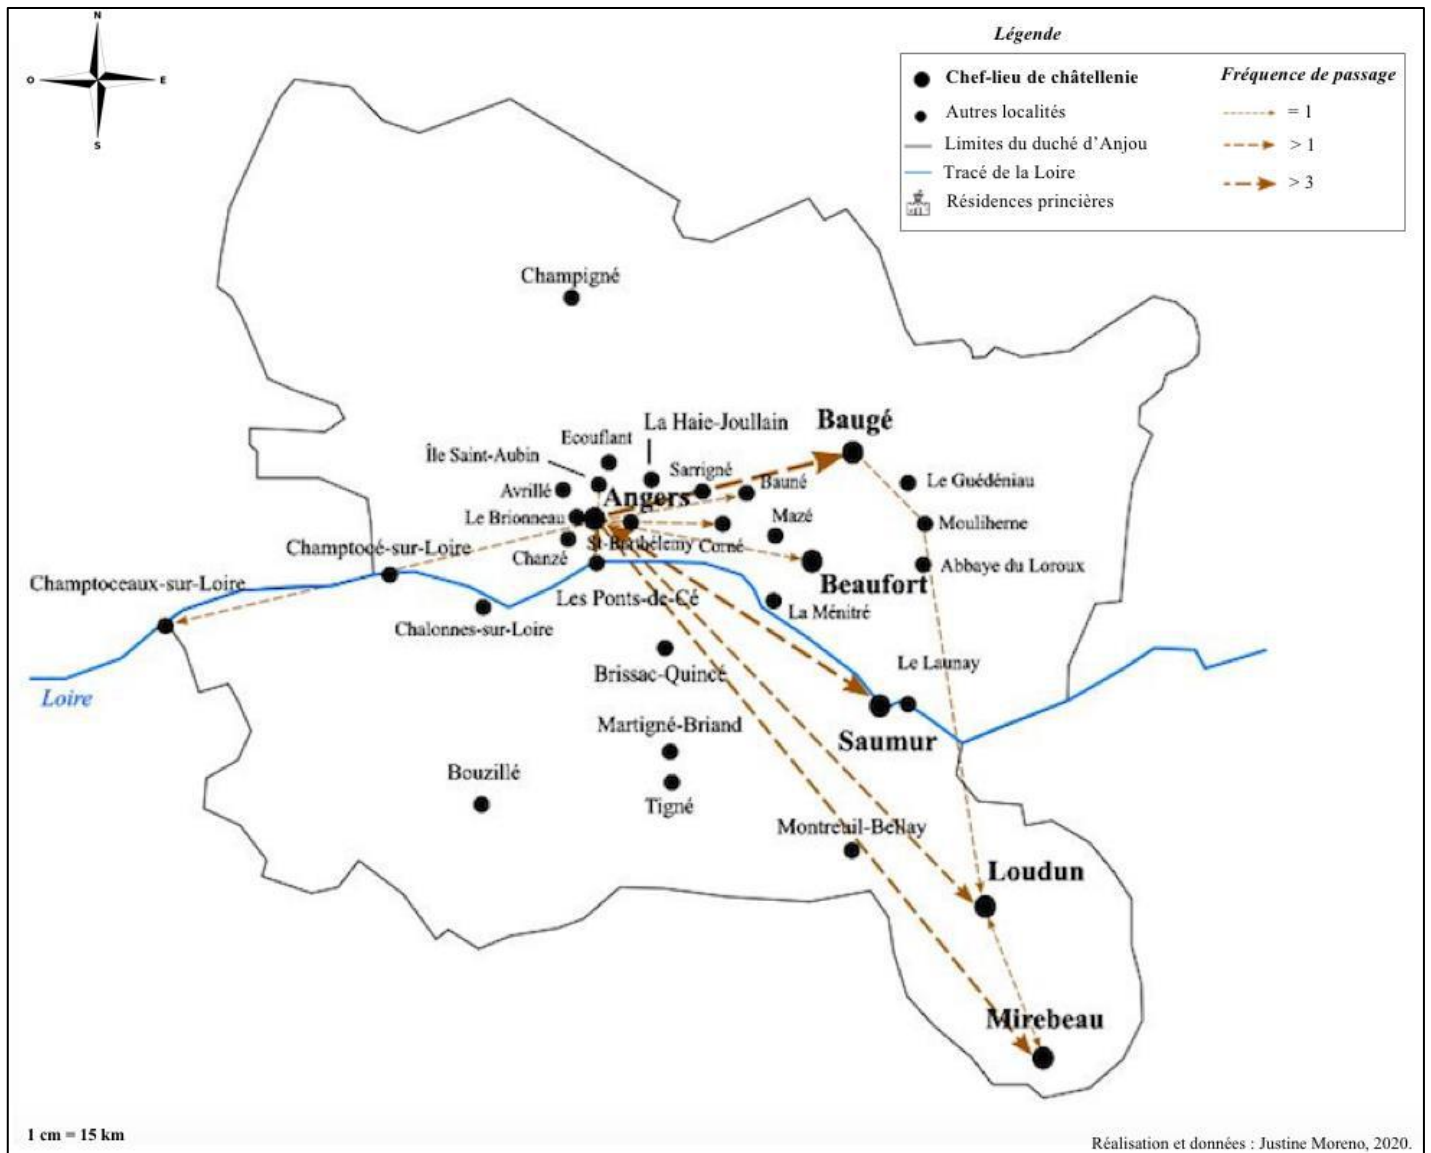 N
O
E
S
Légende
Chef-lieu de châtellenie
Autres localités
Limites du duché d'Anjou
Tracé de la Loire
Résidences princières
Fréquence de passage
= 1
> 1
> 3
Champigné
La Haie-Joullain
Baugé
Ecouflant
Île Saint-Aubin
Sarrigné
Bauné
Le Guédéniau
Avrillé
Angers
Le Brionneau
Mazé
Mouliherne
Champtocé-sur-Loire
Chanzé
St-Barthélemy
Corné
Abbaye du Loroux
Champtoceaux-sur-Loire
Beaufort
Les Ponts-de-Cé
La Ménitré
Chalonnes-sur-Loire
Le Launay
Brissac-Quincé
Loire
Martigné-Briand
Saumur
Bouzillé
Tigné
Montreuil-Bellay
Loudun
Mirebeau
1 cm = 15 km
Réalisation et données : Justine Moreno, 2020.